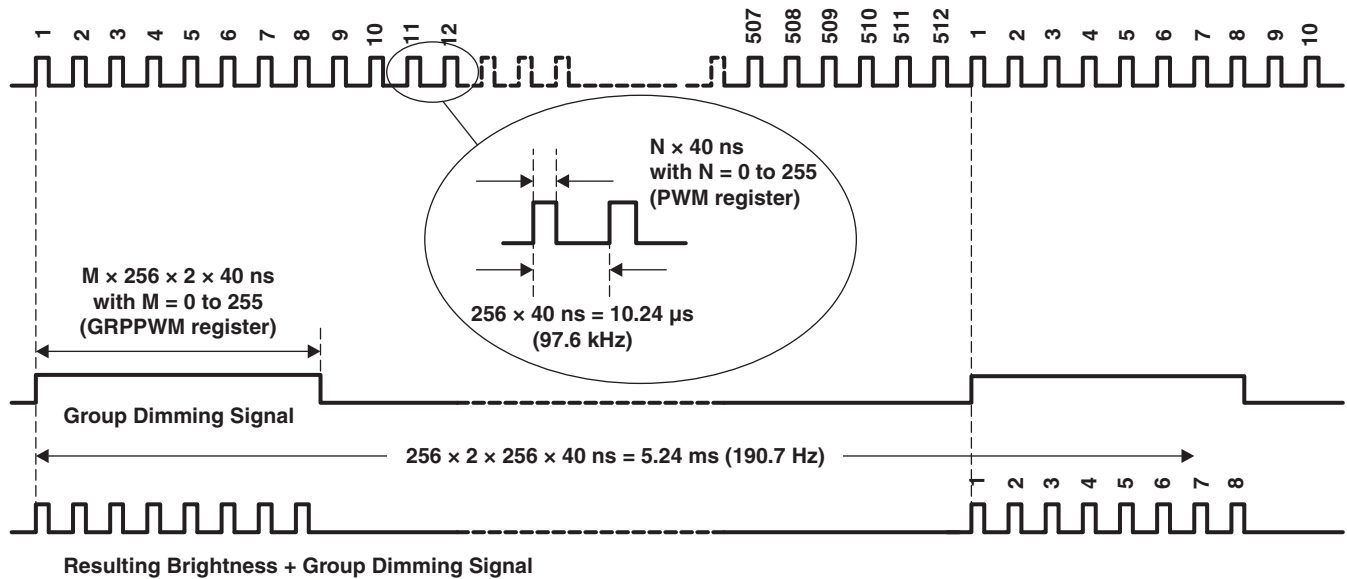 1 2 3 4 5 6 7 8 9 10 11 12 507 508 509 510 511 512 1 2 3 4 5 6 7 8 9 10
N × 40 ns
with N = 0 to 255
(PWM register)
256 × 40 ns = 10.24 µs
(97.6 kHz)
M × 256 × 2 × 40 ns
with M = 0 to 255
(GRPPWM register)
Group Dimming Signal
256 × 2 × 256 × 40 ns = 5.24 ms (190.7 Hz)
1 2 3 4 5 6 7 8
Resulting Brightness + Group Dimming Signal